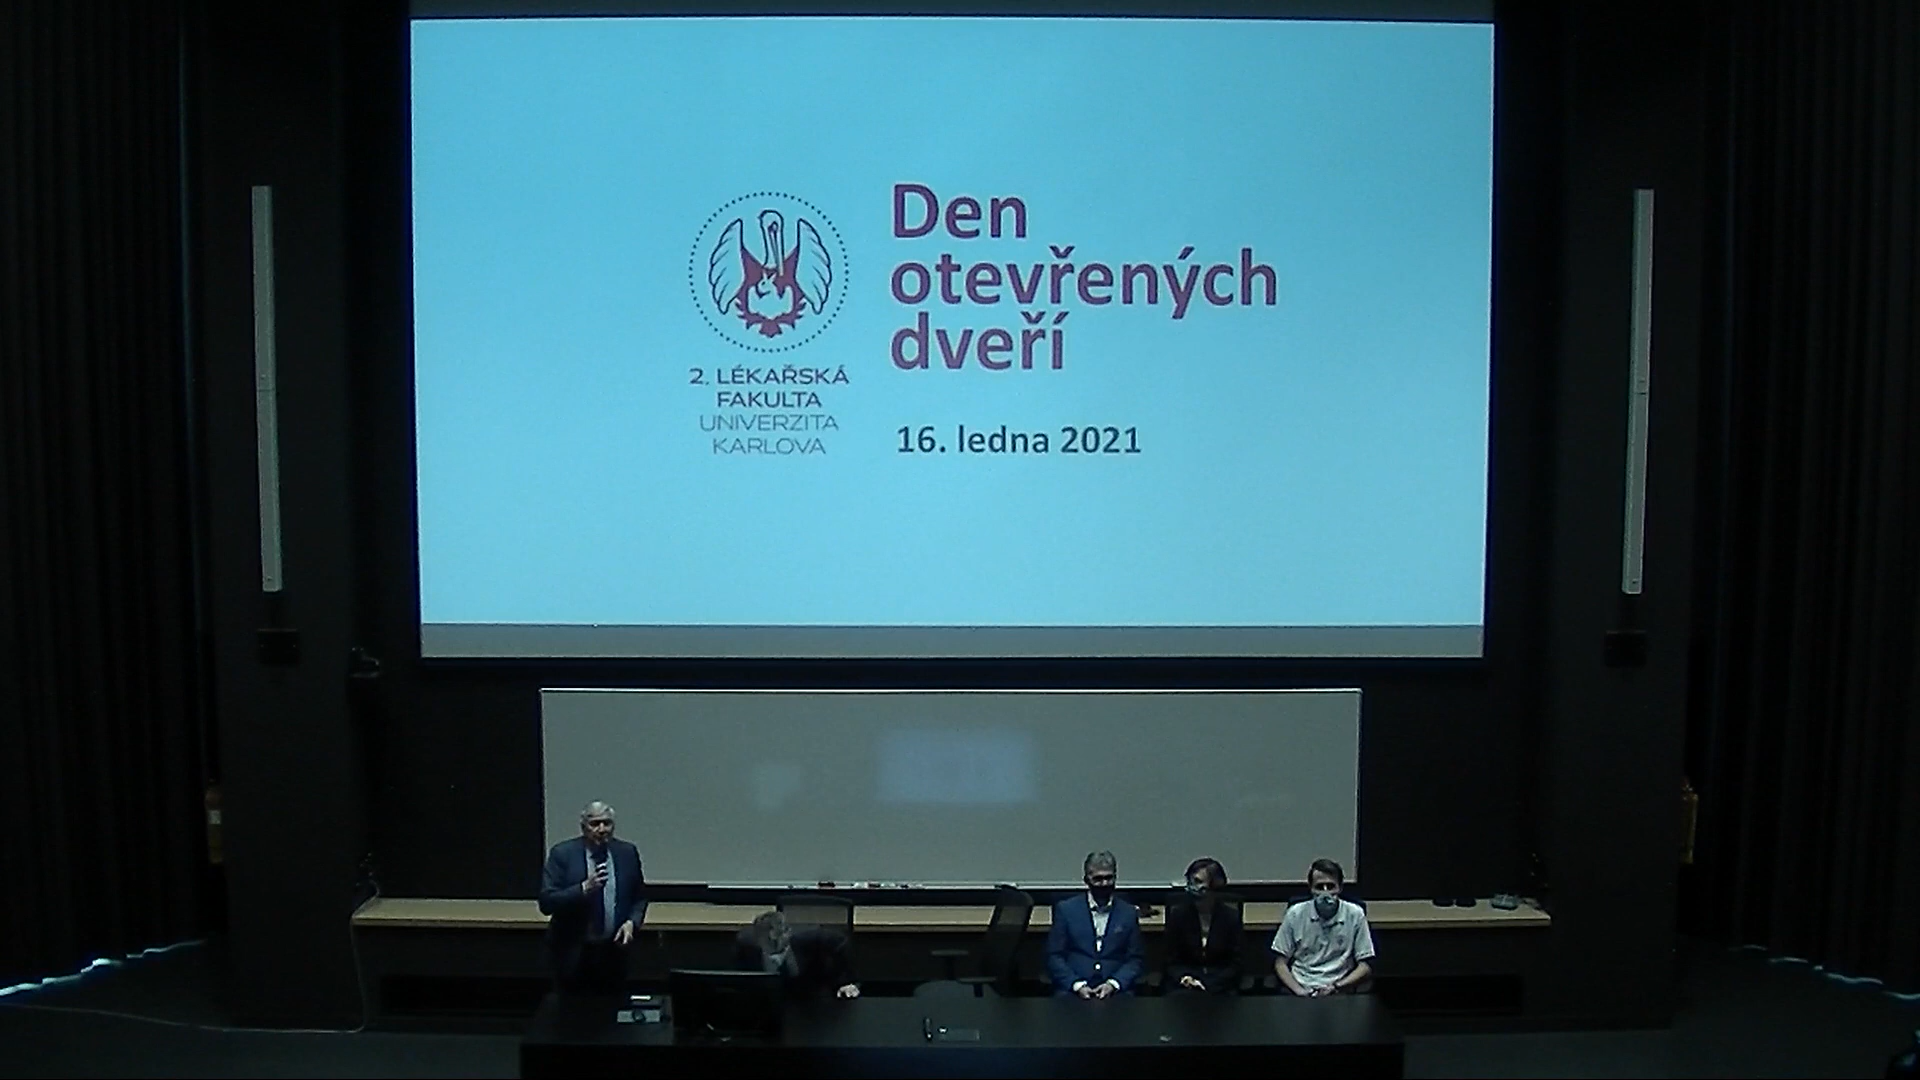 Den
otevřených
dveří
16. ledna 2021
2. LÉKAŘSKÁ
FAKULTA
UNIVERZITA
KARLOVA